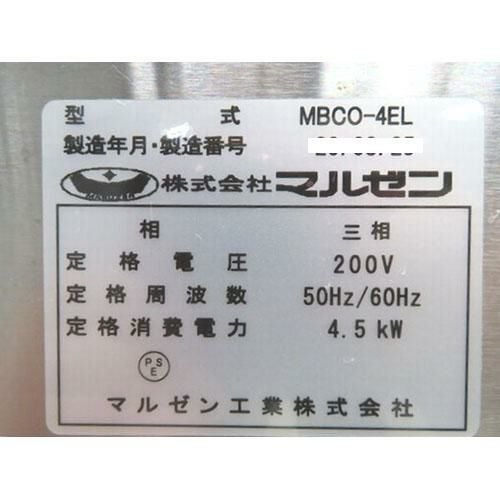 型式 MBCO-4EL
製造年月・製造番号
MARUZEN 株式会社 マルゼン
相 三相
定格電圧 200V
定格周波数 50Hz/60Hz
定格消費電力 4.5kW
PSE
マルゼン工業株式会社